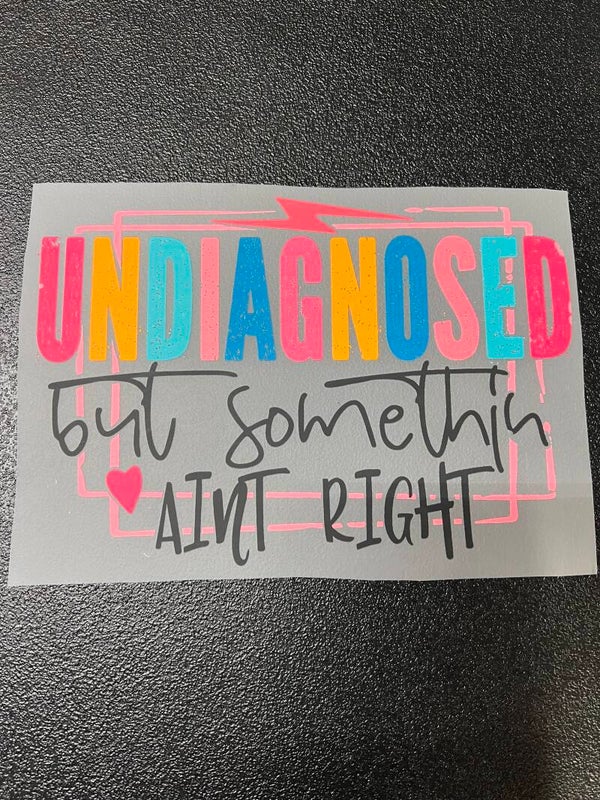 UNDIAGNOSED
but somethin
AINT RIGHT